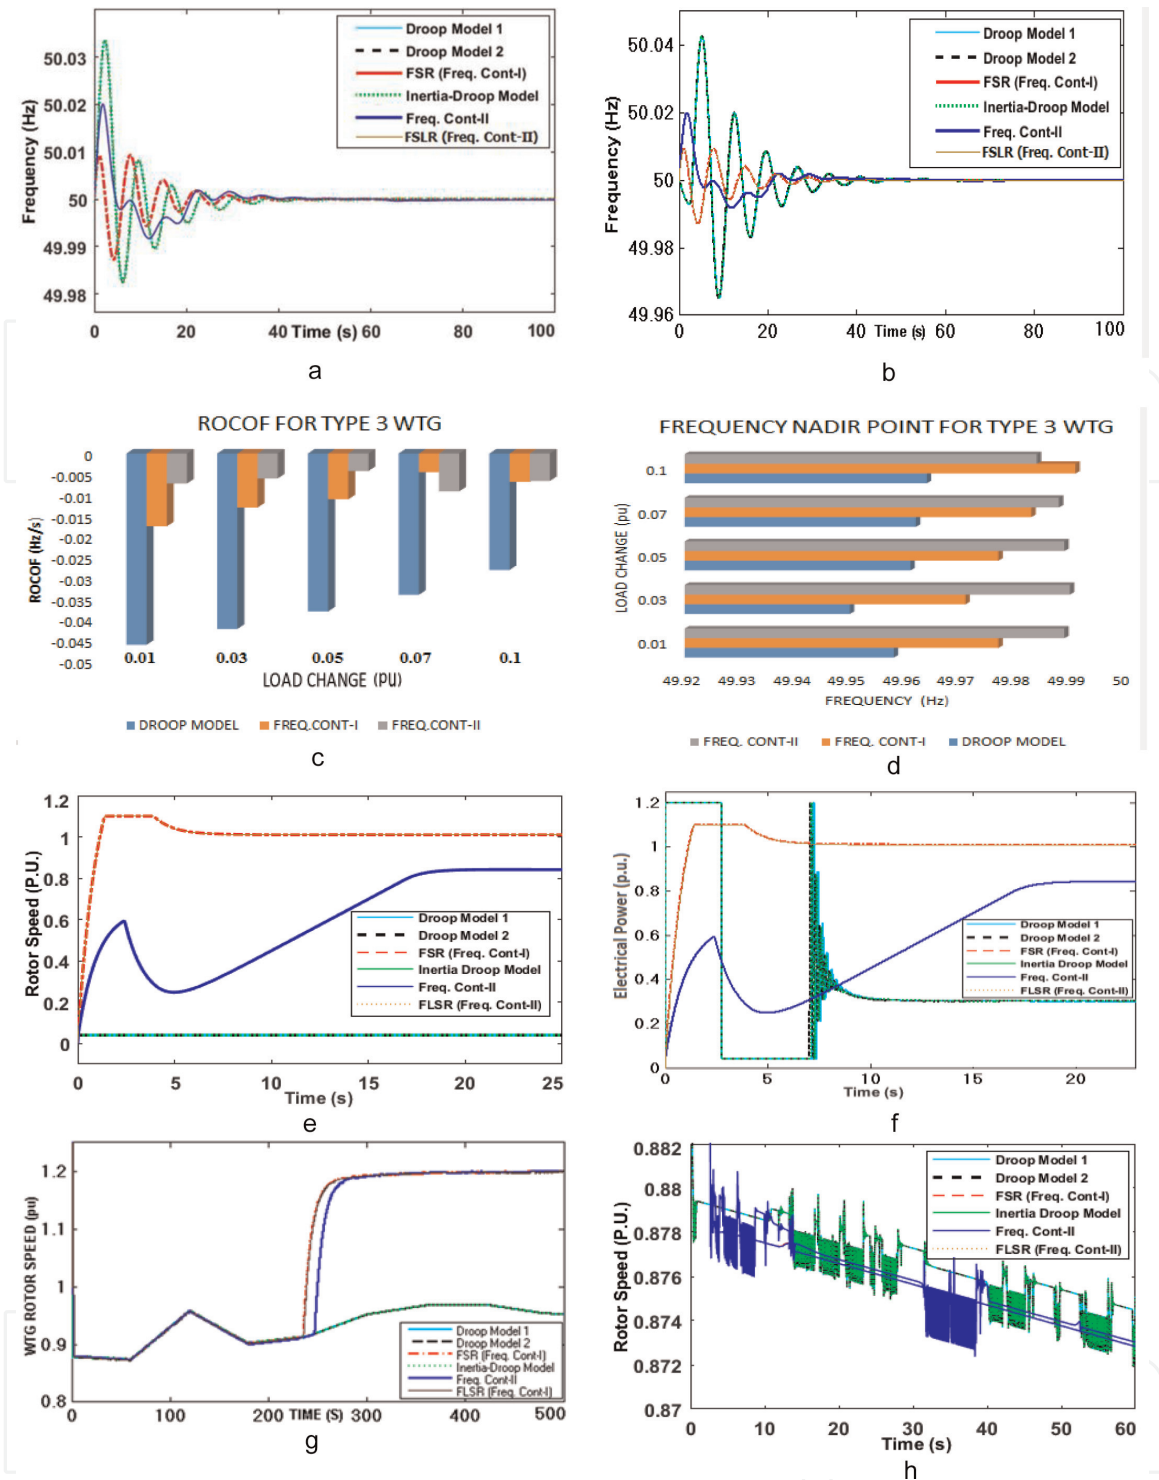 50.03
50.02
50.01
50
49.99
49.98
Frequency (Hz)
Droop Model 1
Droop Model 2
FSR (Freq. Cont-I)
Inertia-Droop Model
Freq. Cont-II
FSLR (Freq. Cont-II)
0 20 40 Time (s) 60 80 100
a
50.04
50.02
50
49.98
49.96
Frequency (Hz)
Droop Model 1
Droop Model 2
FSR (Freq. Cont-I)
Inertia-Droop Model
Freq. Cont-II
FSLR (Freq. Cont-II)
0 20 40 Time (s) 60 80 100
b
ROCOF FOR TYPE 3 WTG
0
-0.005
-0.01
-0.015
-0.02
-0.025
-0.03
-0.035
-0.04
-0.045
-0.05
ROCOF (Hz/s)
0.01 0.03 0.05 0.07 0.1
LOAD CHANGE (pu)
DROOP MODEL FREQ.CONT-I FREQ.CONT-II
c
FREQUENCY NADIR POINT FOR TYPE 3 WTG
0.1
0.07
0.05
0.03
0.01
LOAD CHANGE (pu)
49.92 49.93 49.94 49.95 49.96 49.97 49.98 49.99 50
FREQUENCY (Hz)
FREQ. CONT-II FREQ. CONT-I DROOP MODEL
d
1.2
1
0.8
0.6
0.4
0.2
0
Rotor Speed (P.U.)
Droop Model 1
Droop Model 2
FSR (Freq. Cont-I)
Inertia Droop Model
Freq. Cont-II
FLSR (Freq. Cont-II)
0 5 10 15 20 25
Time (s)
e
1.2
1
0.8
0.6
0.4
0.2
0
Electrical Power (p.u.)
Droop Model 1
Droop Model 2
FSR (Freq. Cont-I)
Inertia Droop Model
Freq. Cont-II
FLSR (Freq. Cont-II)
0 5 10 15 20
Time (s)
f
1.2
1.1
1
0.9
0.8
WTG ROTOR SPEED (pu)
Droop Model 1
Droop Model 2
FSR (Freq. Cont-I)
Inertia-Droop Model
Freq. Cont-II
FLSR (Freq. Cont-I)
0 100 200 TIME (S) 300 400 500
g
0.882
0.88
0.878
0.876
0.874
0.872
0.87
Rotor Speed (P.U.)
Droop Model 1
Droop Model 2
FSR (Freq. Cont-I)
Inertia Droop Model
Freq. Cont-II
FLSR (Freq. Cont-II)
0 10 20 30 40 50 60
Time (s)
h